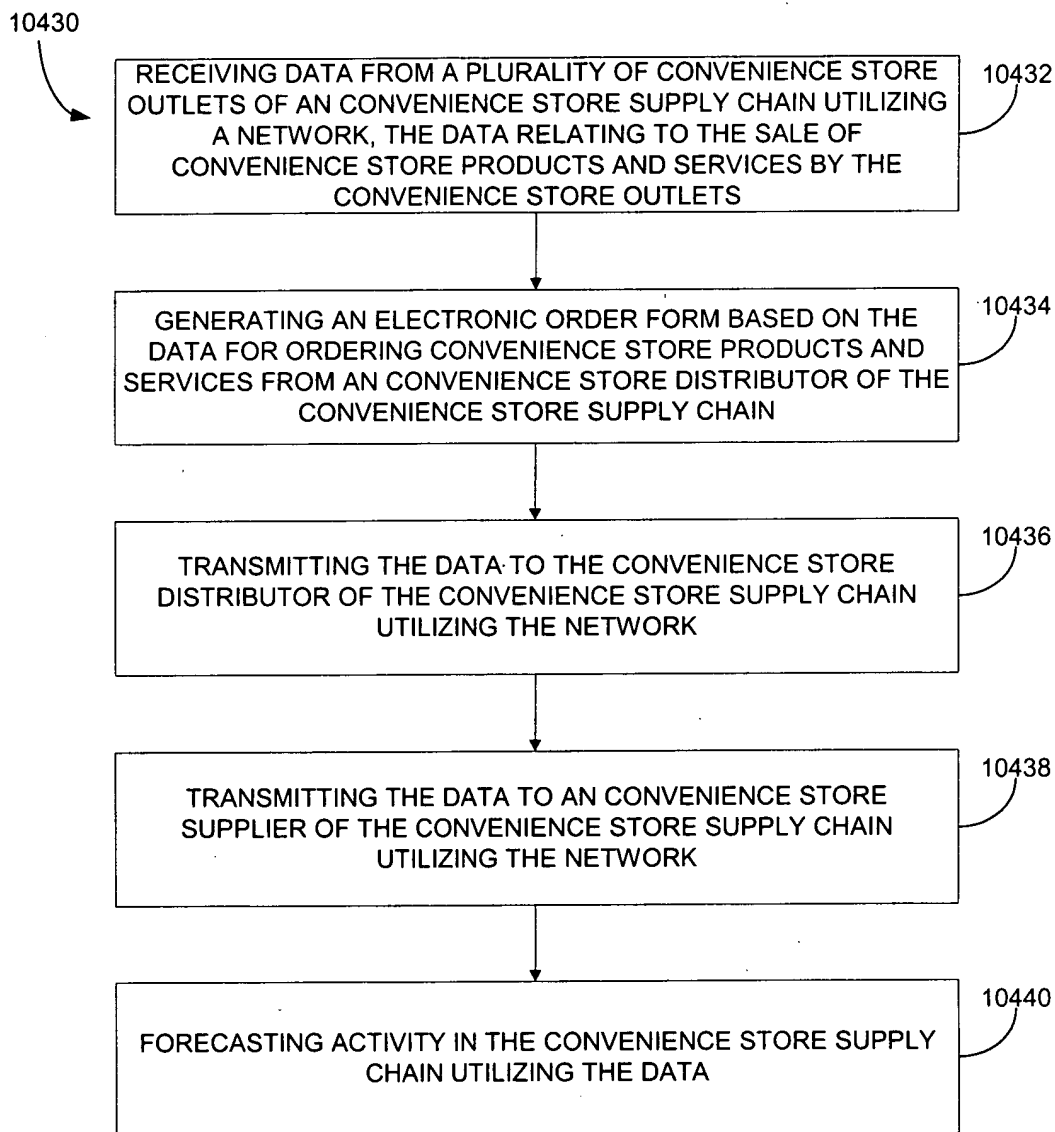 10430
RECEIVING DATA FROM A PLURALITY OF CONVENIENCE STORE
OUTLETS OF AN CONVENIENCE STORE SUPPLY CHAIN UTILIZING
A NETWORK, THE DATA RELATING TO THE SALE OF
CONVENIENCE STORE PRODUCTS AND SERVICES BY THE
CONVENIENCE STORE OUTLETS
10432
GENERATING AN ELECTRONIC ORDER FORM BASED ON THE
DATA FOR ORDERING CONVENIENCE STORE PRODUCTS AND
SERVICES FROM AN CONVENIENCE STORE DISTRIBUTOR OF THE
CONVENIENCE STORE SUPPLY CHAIN
10434
TRANSMITTING THE DATA TO THE CONVENIENCE STORE
DISTRIBUTOR OF THE CONVENIENCE STORE SUPPLY CHAIN
UTILIZING THE NETWORK
10436
TRANSMITTING THE DATA TO AN CONVENIENCE STORE
SUPPLIER OF THE CONVENIENCE STORE SUPPLY CHAIN
UTILIZING THE NETWORK
10438
FORECASTING ACTIVITY IN THE CONVENIENCE STORE SUPPLY
CHAIN UTILIZING THE DATA
10440